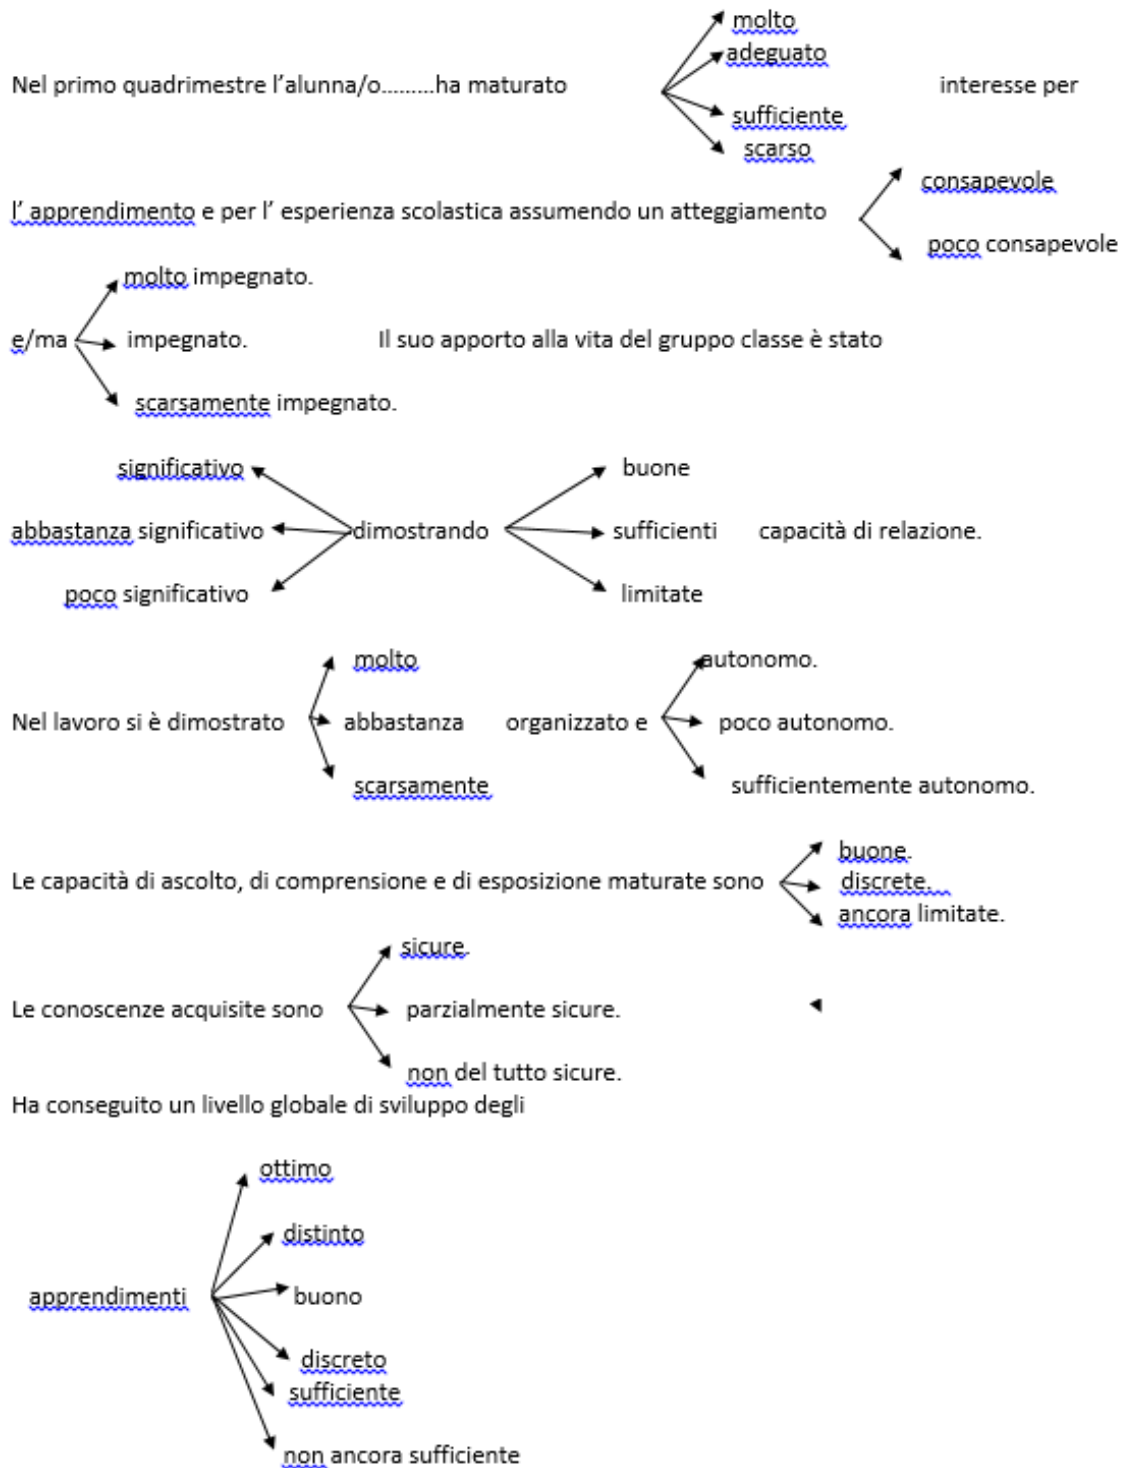 molto
adeguato
Nel primo quadrimestre l’alunna/o.........ha maturato interesse per
sufficiente
scarso
consapevole
l’ apprendimento e per l’ esperienza scolastica assumendo un atteggiamento
poco consapevole
molto impegnato.
e/ma impegnato. Il suo apporto alla vita del gruppo classe è stato
scarsamente impegnato.
significativo buone
abbastanza significativo dimostrando sufficienti capacità di relazione.
poco significativo limitate
molto autonomo.
Nel lavoro si è dimostrato abbastanza organizzato e poco autonomo.
scarsamente sufficientemente autonomo.
buone.
Le capacità di ascolto, di comprensione e di esposizione maturate sono discrete.
ancora limitate.
sicure.
Le conoscenze acquisite sono parzialmente sicure.
non del tutto sicure.
Ha conseguito un livello globale di sviluppo degli
ottimo
distinto
apprendimenti buono
discreto
sufficiente
non ancora sufficiente